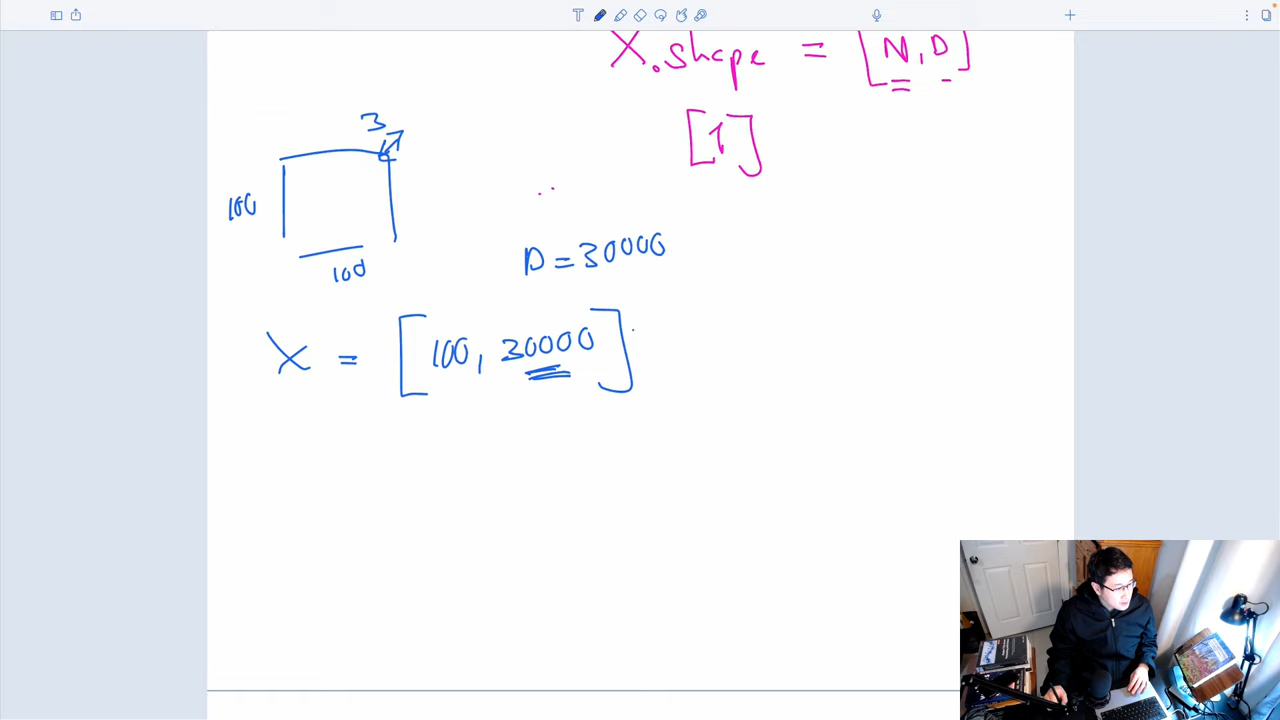 X.shape = [N, D]
[1]
3
100
100
D = 30000
X = [100, 30000]